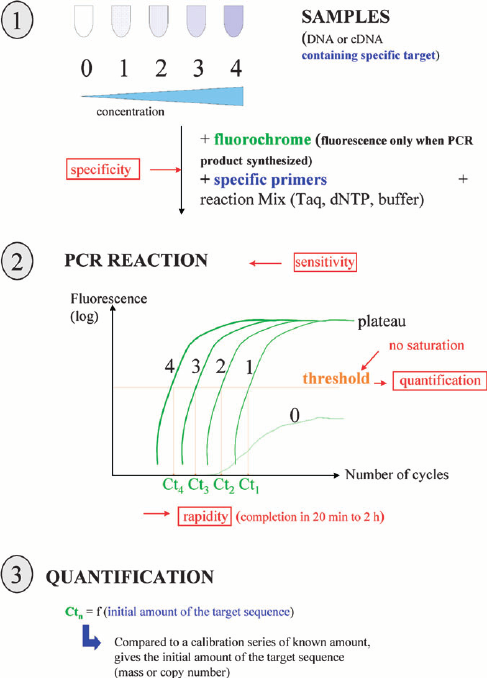 1
SAMPLES
(DNA or cDNA
containing specific target)
0 1 2 3 4
concentration
+ fluorochrome (fluorescence only when PCR
product synthesized)
specificity
+ specific primers +
reaction Mix (Taq, dNTP, buffer)
2
PCR REACTION
sensitivity
Fluorescence
(log)
plateau
no saturation
4 3 2 1
threshold
quantification
0
Number of cycles
Ct4 Ct3 Ct2 Ct1
rapidity (completion in 20 min to 2 h)
3
QUANTIFICATION
Ctn = f (initial amount of the target sequence)
Compared to a calibration series of known amount,
gives the initial amount of the target sequence
(mass or copy number)